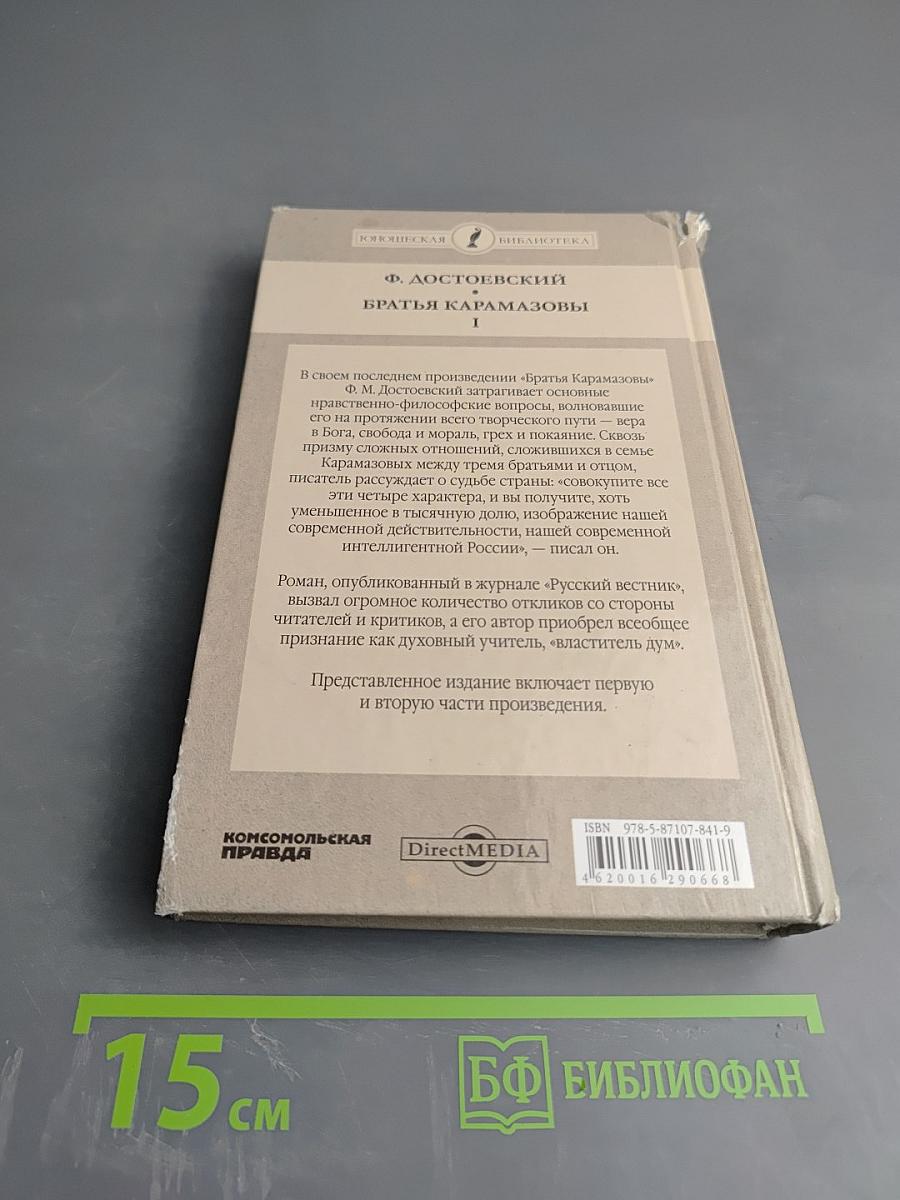 ЮНОШЕСКАЯ БИБЛИОТЕКА
Ф. ДОСТОЕВСКИЙ
•
БРАТЬЯ КАРАМАЗОВЫ
I
В своем последнем произведении «Братья Карамазовы»
Ф. М. Достоевский затрагивает основные
нравственно-философские вопросы, волновавшие
его на протяжении всего творческого пути — вера
в Бога, свобода и мораль, грех и покаяние. Сквозь
призму сложных отношений, сложившихся в семье
Карамазовых между тремя братьями и отцом,
писатель рассуждает о судьбе страны: «совокупите все
эти четыре характера, и вы получите, хоть
уменьшенное в тысячную долю, изображение нашей
современной действительности, нашей современной
интеллигентной России», — писал он.
Роман, опубликованный в журнале «Русский вестник»,
вызвал огромное количество откликов со стороны
читателей и критиков, а его автор приобрел всеобщее
признание как духовный учитель, «властитель дум».
Представленное издание включает первую
и вторую части произведения.
КОМСОМОЛЬСКАЯ
ПРАВДА
DirectMEDIA
ISBN 978-5-87107-841-9
4 620016 290668
15 см
БФ БИБЛИОФАН